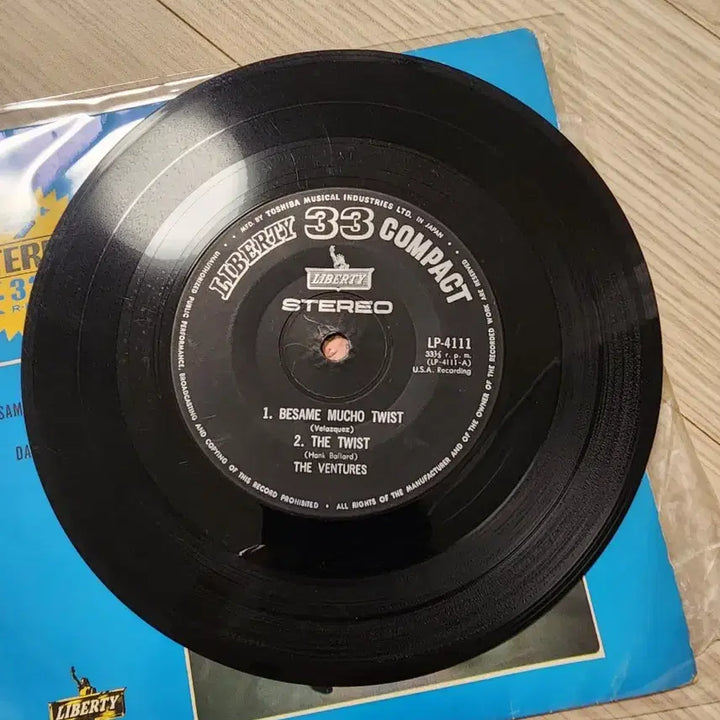 MFD. BY TOSHIBA MUSICAL INDUSTRIES LTD. IN JAPAN •
LIBERTY 33 COMPACT
LIBERTY
STEREO
LP-4111
33⅓ r. p. m.
(LP-4111-A)
U.S.A. Recording
1. BESAME MUCHO TWIST
(Velazquez)
2. THE TWIST
(Hank Ballard)
THE VENTURES
UNAUTHORIZED PUBLIC PERFORMANCE, BROADCASTING AND COPYING OF THIS RECORD PROHIBITED • ALL RIGHTS OF THE MANUFACTURER AND OF THE OWNER OF THE RECORDED WORK ARE RESERVED
LIBERTY